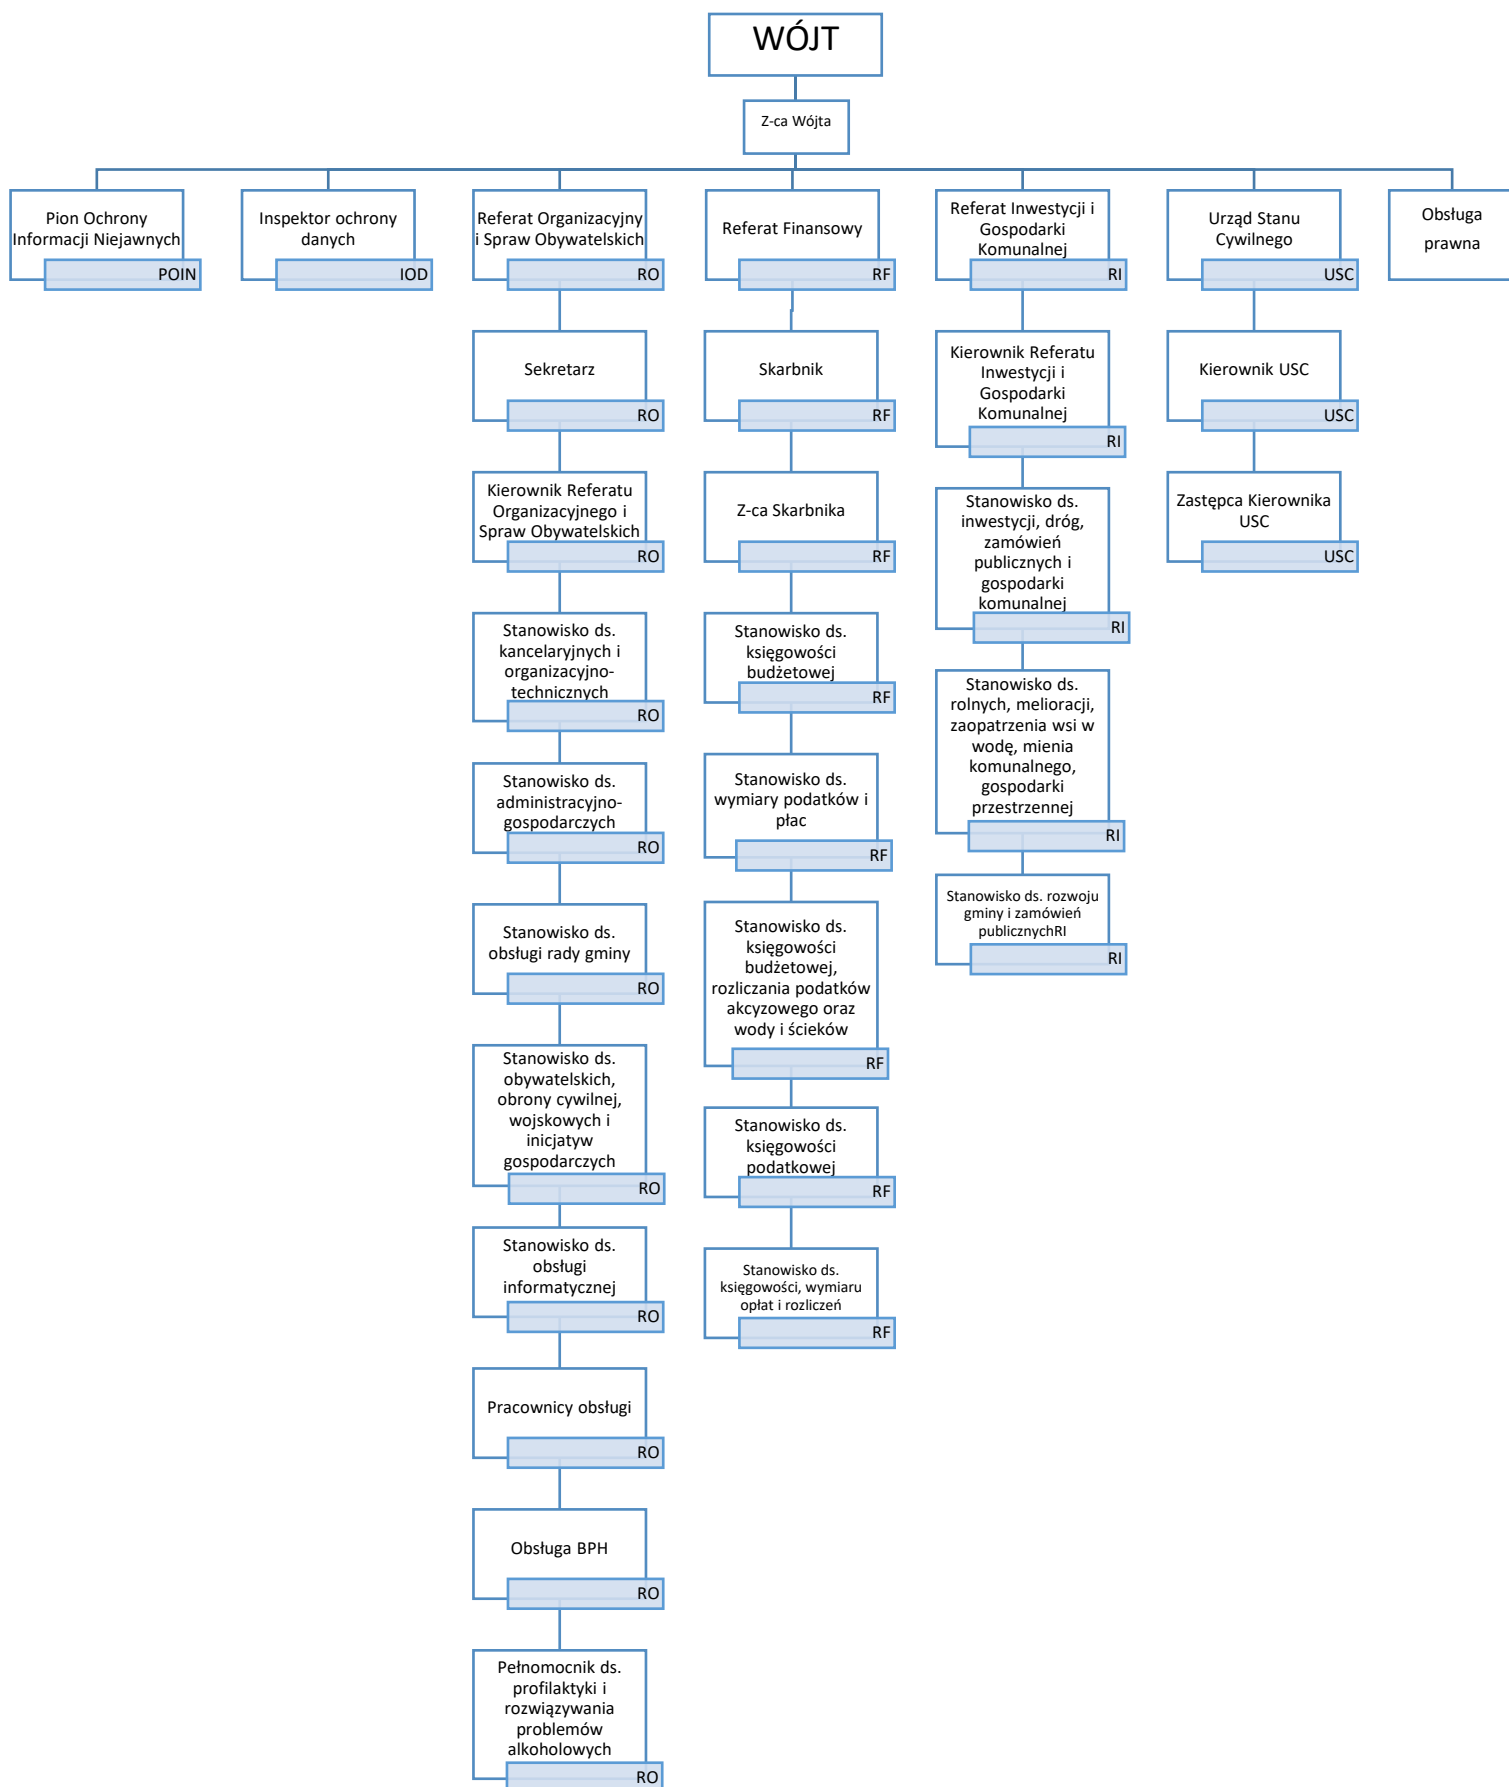 WÓJT
Z-ca Wójta
Pion Ochrony
Informacji Niejawnych
POIN
Inspektor ochrony
danych
IOD
Referat Organizacyjny
i Spraw Obywatelskich
RO
Referat Finansowy
RF
Referat Inwestycji i
Gospodarki
Komunalnej
RI
Urząd Stanu
Cywilnego
USC
Obsługa
prawna
Sekretarz
RO
Kierownik Referatu
Organizacyjnego i
Spraw Obywatelskich
RO
Stanowisko ds.
kancelaryjnych i
organizacyjno-
technicznych
RO
Stanowisko ds.
administracyjno-
gospodarczych
RO
Stanowisko ds.
obsługi rady gminy
RO
Stanowisko ds.
obywatelskich,
obrony cywilnej,
wojskowych i
inicjatyw
gospodarczych
RO
Stanowisko ds.
obsługi
informatycznej
RO
Pracownicy obsługi
RO
Obsługa BPH
RO
Pełnomocnik ds.
profilaktyki i
rozwiązywania
problemów
alkoholowych
RO
Skarbnik
RF
Z-ca Skarbnika
RF
Stanowisko ds.
księgowości
budżetowej
RF
Stanowisko ds.
wymiary podatków i
płac
RF
Stanowisko ds.
księgowości
budżetowej,
rozliczania podatków
akcyzowego oraz
wody i ścieków
RF
Stanowisko ds.
księgowości
podatkowej
RF
Stanowisko ds.
księgowości, wymiaru
opłat i rozliczeń
RF
Kierownik Referatu
Inwestycji i
Gospodarki
Komunalnej
RI
Stanowisko ds.
inwestycji, dróg,
zamówień
publicznych i
gospodarki
komunalnej
RI
Stanowisko ds.
rolnych, melioracji,
zaopatrzenia wsi w
wodę, mienia
komunalnego,
gospodarki
przestrzennej
RI
Stanowisko ds. rozwoju
gminy i zamówień
publicznychRI
RI
Kierownik USC
USC
Zastępca Kierownika
USC
USC